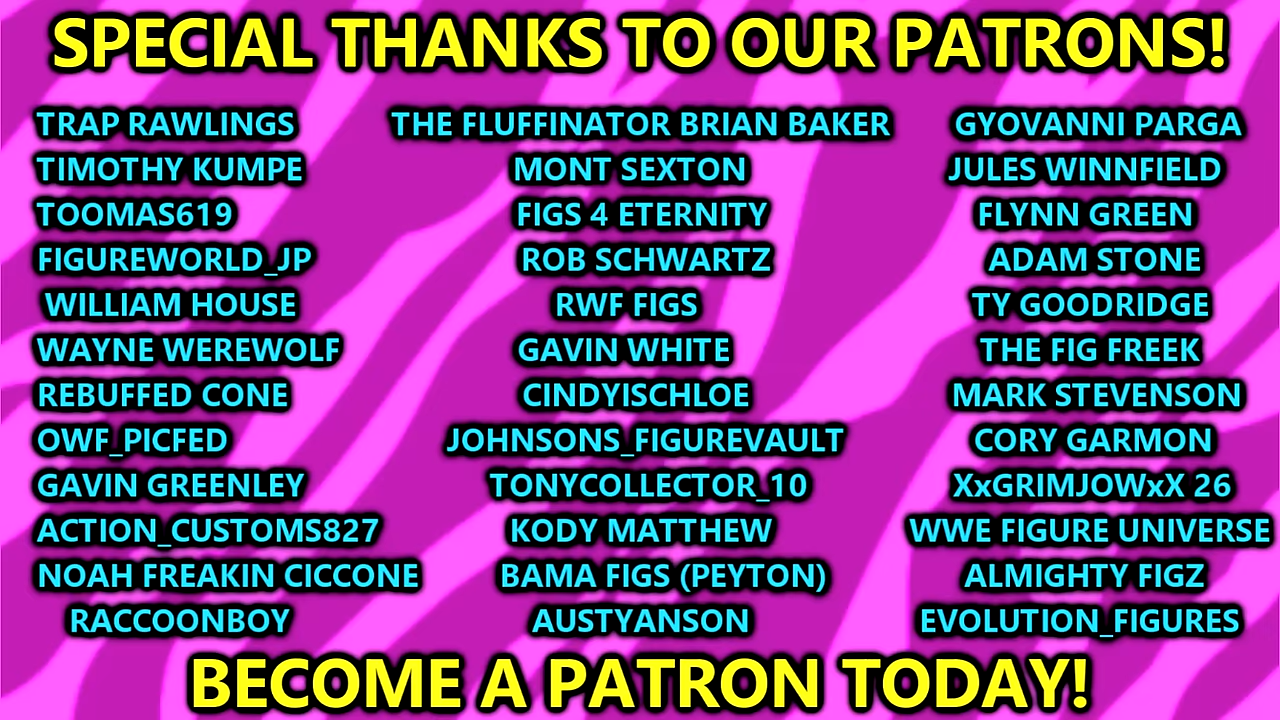 SPECIAL THANKS TO OUR PATRONS!
TRAP RAWLINGS
TIMOTHY KUMPE
TOOMAS619
FIGUREWORLD_JP
WILLIAM HOUSE
WAYNE WEREWOLF
REBUFFED CONE
OWF_PICFED
GAVIN GREENLEY
ACTION_CUSTOMS827
NOAH FREAKIN CICCONE
RACCOONBOY
THE FLUFFINATOR BRIAN BAKER
MONT SEXTON
FIGS 4 ETERNITY
ROB SCHWARTZ
RWF FIGS
GAVIN WHITE
CINDYISCHLOE
JOHNSONS_FIGUREVAULT
TONYCOLLECTOR_10
KODY MATTHEW
BAMA FIGS (PEYTON)
AUSTYANSON
GYOVANNI PARGA
JULES WINNFIELD
FLYNN GREEN
ADAM STONE
TY GOODRIDGE
THE FIG FREEK
MARK STEVENSON
CORY GARMON
XxGRIMJOWxX 26
WWE FIGURE UNIVERSE
ALMIGHTY FIGZ
EVOLUTION_FIGURES
BECOME A PATRON TODAY!